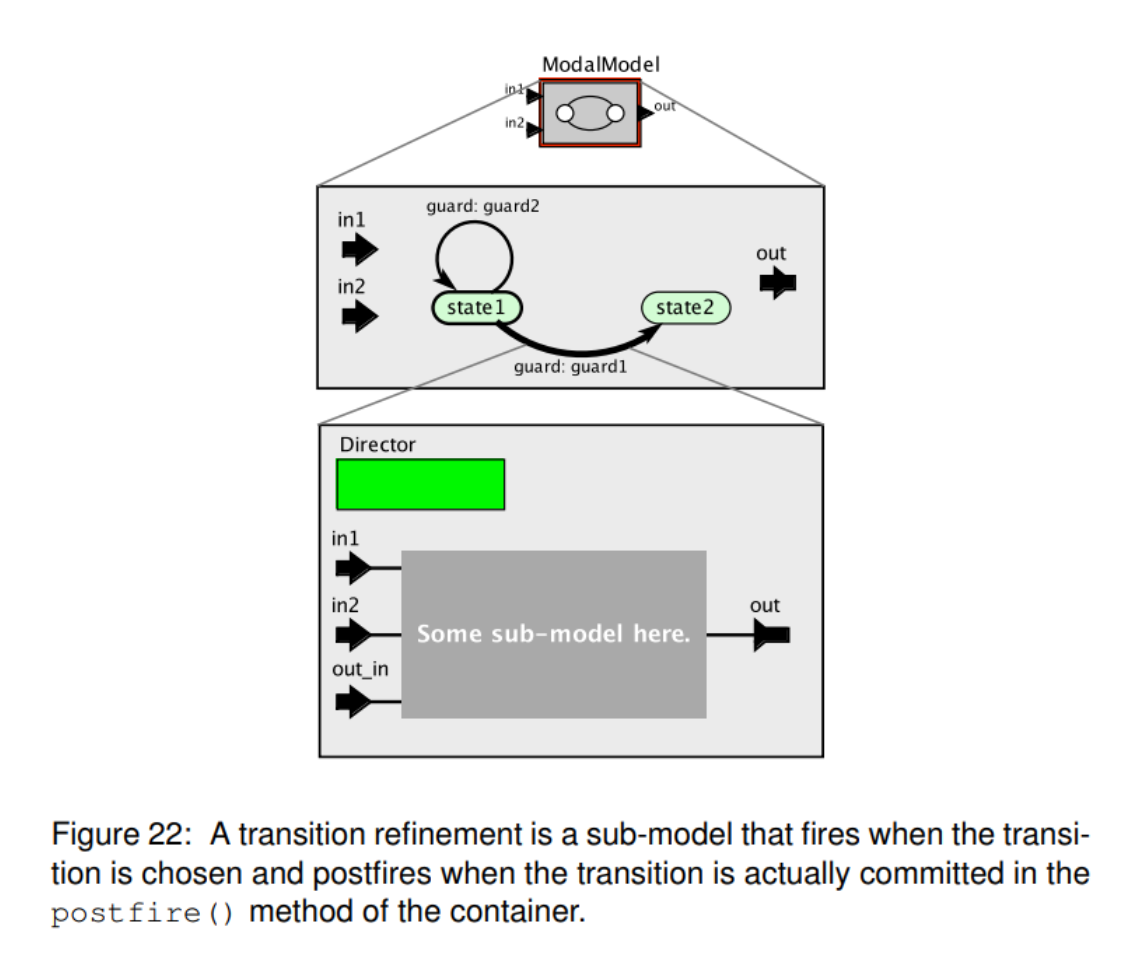 ModalModel
in1
in2
out
guard: guard2
in1
in2
out
state1
state2
guard: guard1
Director
in1
in2
out_in
Some sub-model here.
out
Figure 22: A transition refinement is a sub-model that fires when the transi-
tion is chosen and postfires when the transition is actually committed in the
postfire() method of the container.